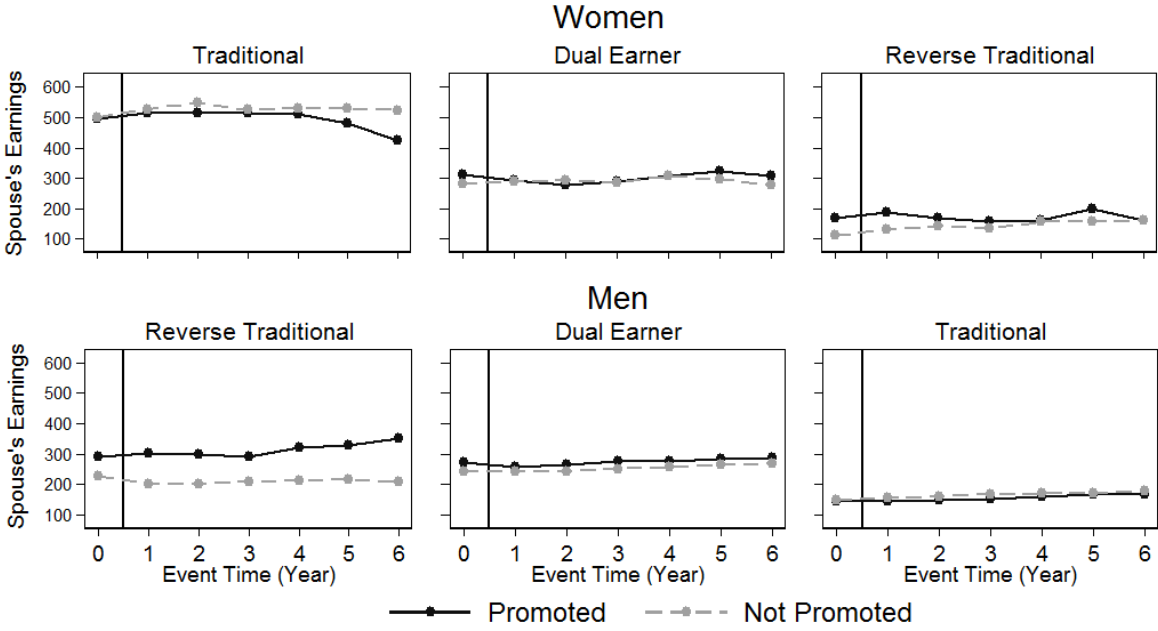 Women
Traditional Dual Earner Reverse Traditional
Spouse's Earnings
600
500
400
300
200
100
Men
Reverse Traditional Dual Earner Traditional
Spouse's Earnings
600
500
400
300
200
100
0 1 2 3 4 5 6 0 1 2 3 4 5 6 0 1 2 3 4 5 6
Event Time (Year) Event Time (Year) Event Time (Year)
Promoted Not Promoted